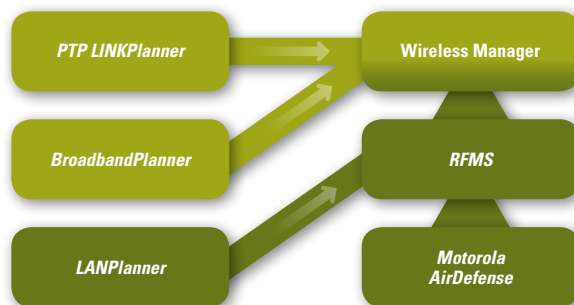 PTP LINKPlanner
Wireless Manager
BroadbandPlanner
RFMS
LANPlanner
Motorola
AirDefense